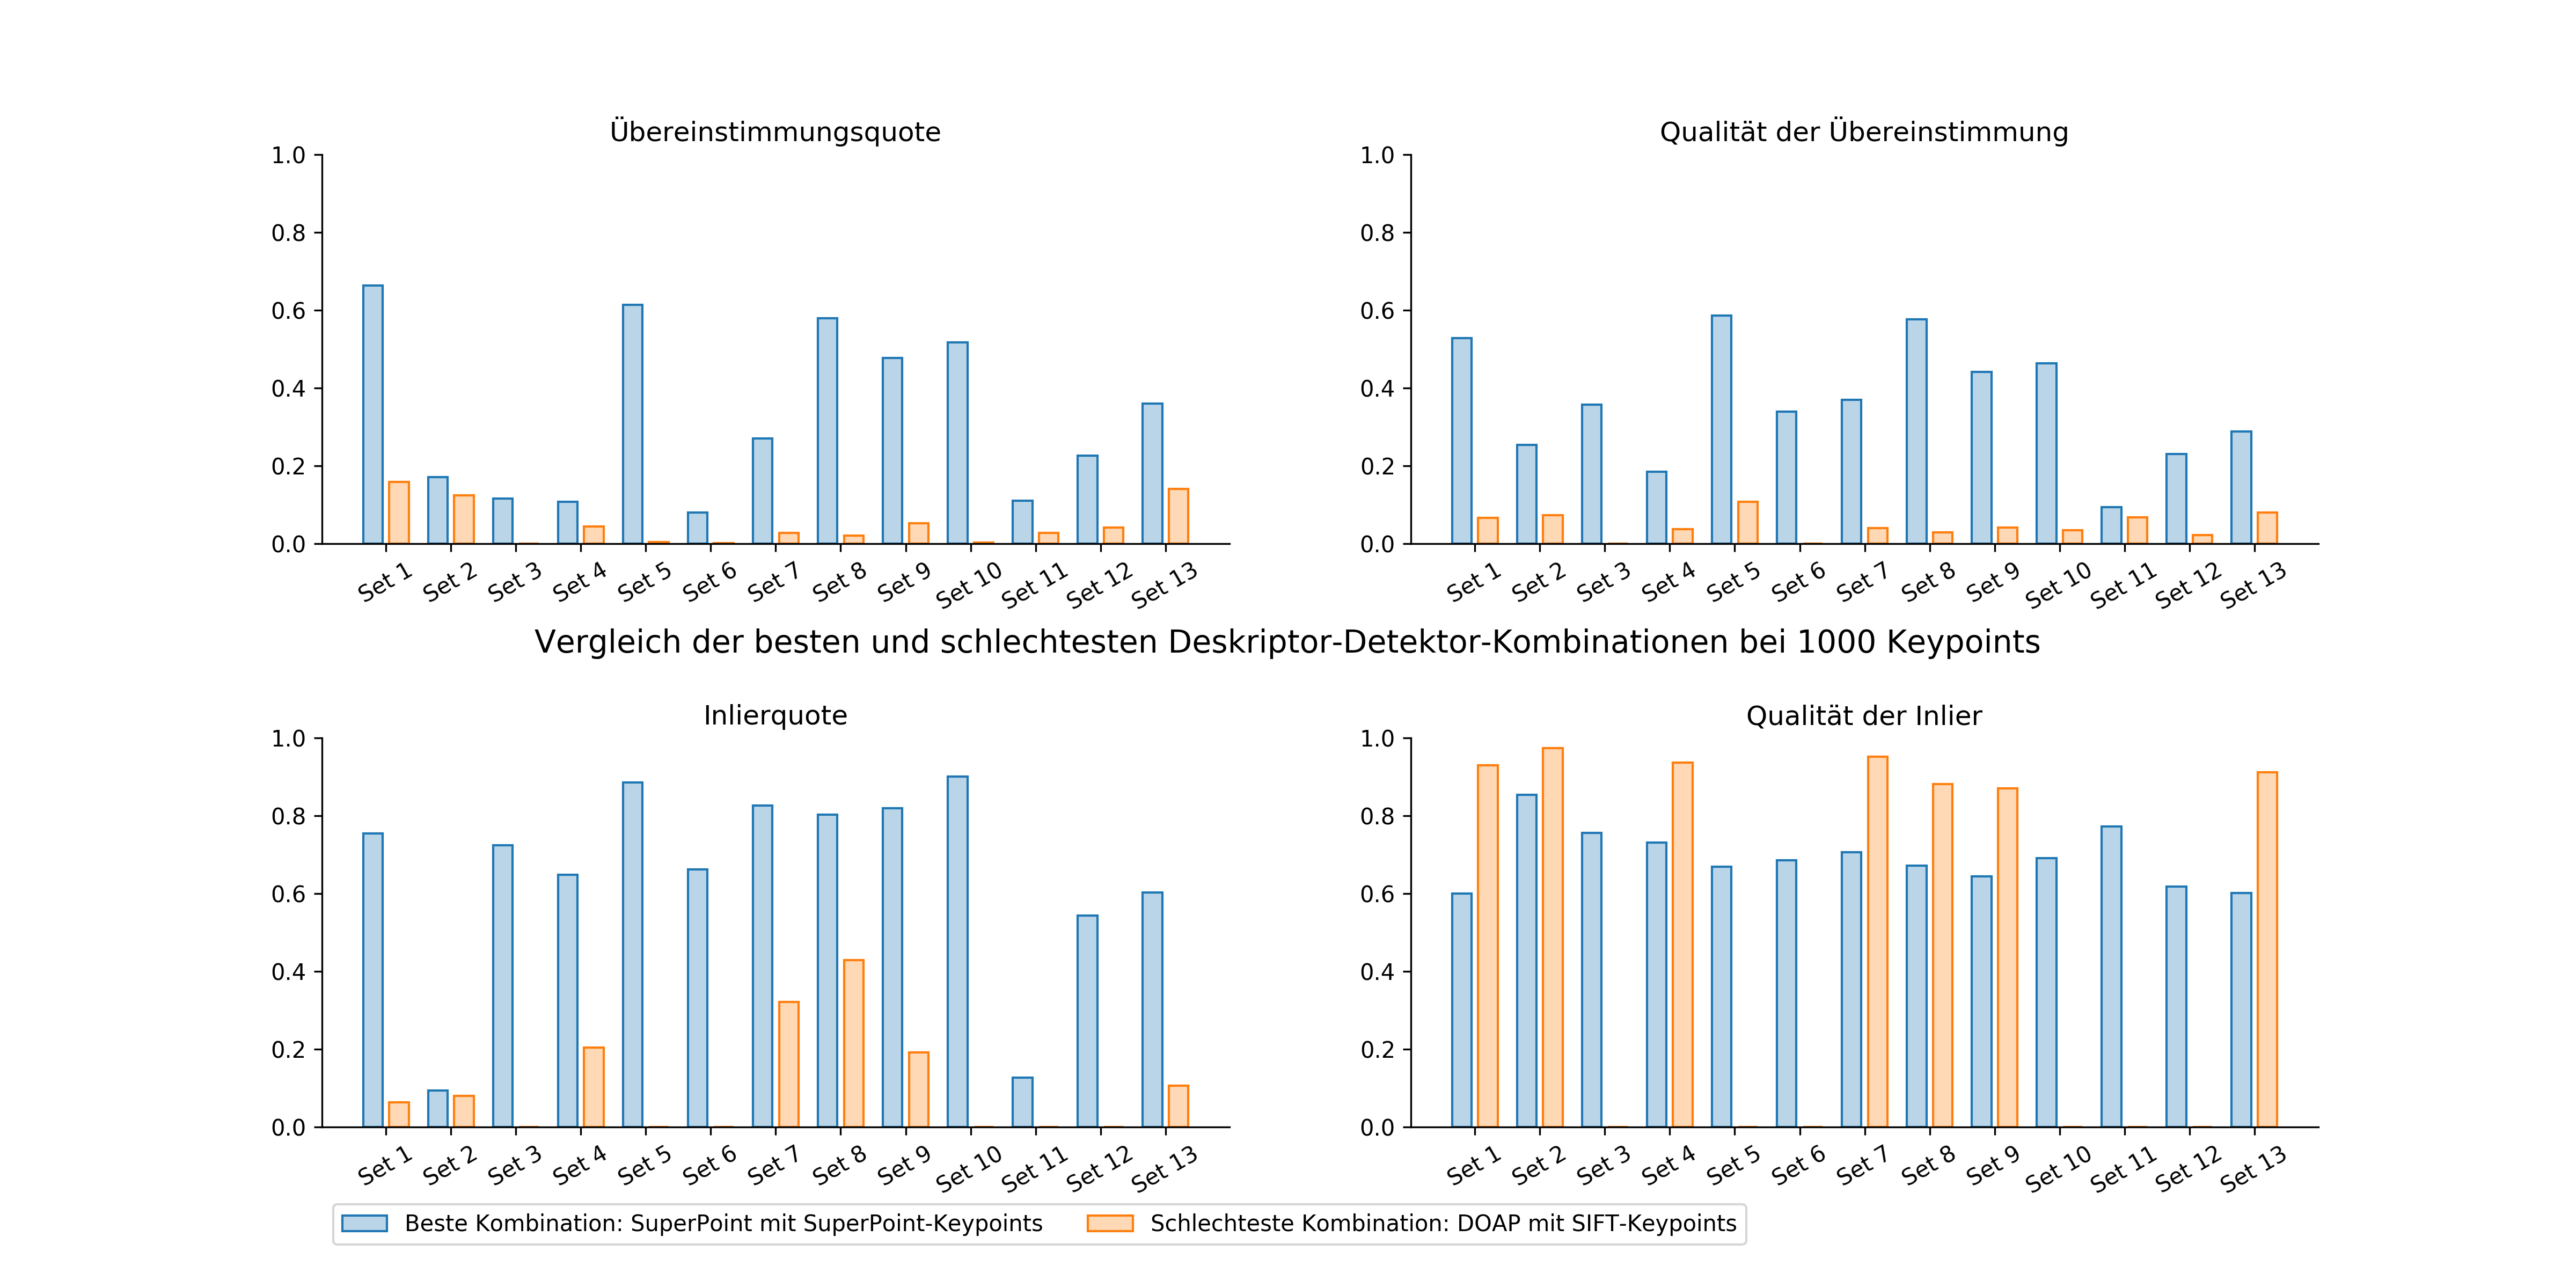 Übereinstimmungsquote
1.0
0.8
0.6
0.4
0.2
0.0
Set 1 Set 2 Set 3 Set 4 Set 5 Set 6 Set 7 Set 8 Set 9 Set 10 Set 11 Set 12 Set 13
Qualität der Übereinstimmung
1.0
0.8
0.6
0.4
0.2
0.0
Set 1 Set 2 Set 3 Set 4 Set 5 Set 6 Set 7 Set 8 Set 9 Set 10 Set 11 Set 12 Set 13
Vergleich der besten und schlechtesten Deskriptor-Detektor-Kombinationen bei 1000 Keypoints
Inlierquote
1.0
0.8
0.6
0.4
0.2
0.0
Set 1 Set 2 Set 3 Set 4 Set 5 Set 6 Set 7 Set 8 Set 9 Set 10 Set 11 Set 12 Set 13
Qualität der Inlier
1.0
0.8
0.6
0.4
0.2
0.0
Set 1 Set 2 Set 3 Set 4 Set 5 Set 6 Set 7 Set 8 Set 9 Set 10 Set 11 Set 12 Set 13
Beste Kombination: SuperPoint mit SuperPoint-Keypoints
Schlechteste Kombination: DOAP mit SIFT-Keypoints